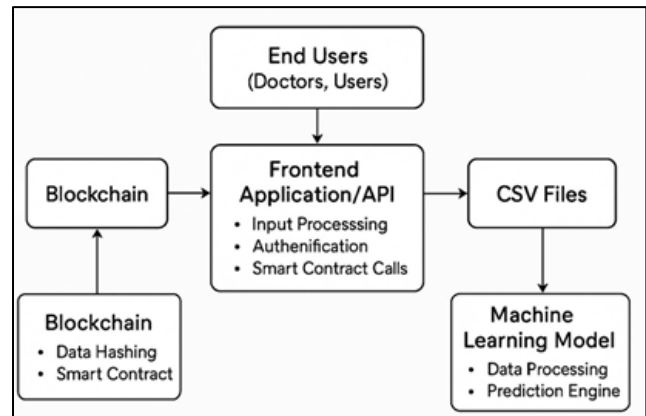 End Users
(Doctors, Users)
Blockchain
Frontend
Application/API
• Input Processsing
• Authenification
• Smart Contract Calls
CSV Files
Blockchain
• Data Hashing
• Smart Contract
Machine
Learning Model
• Data Processing
• Prediction Engine